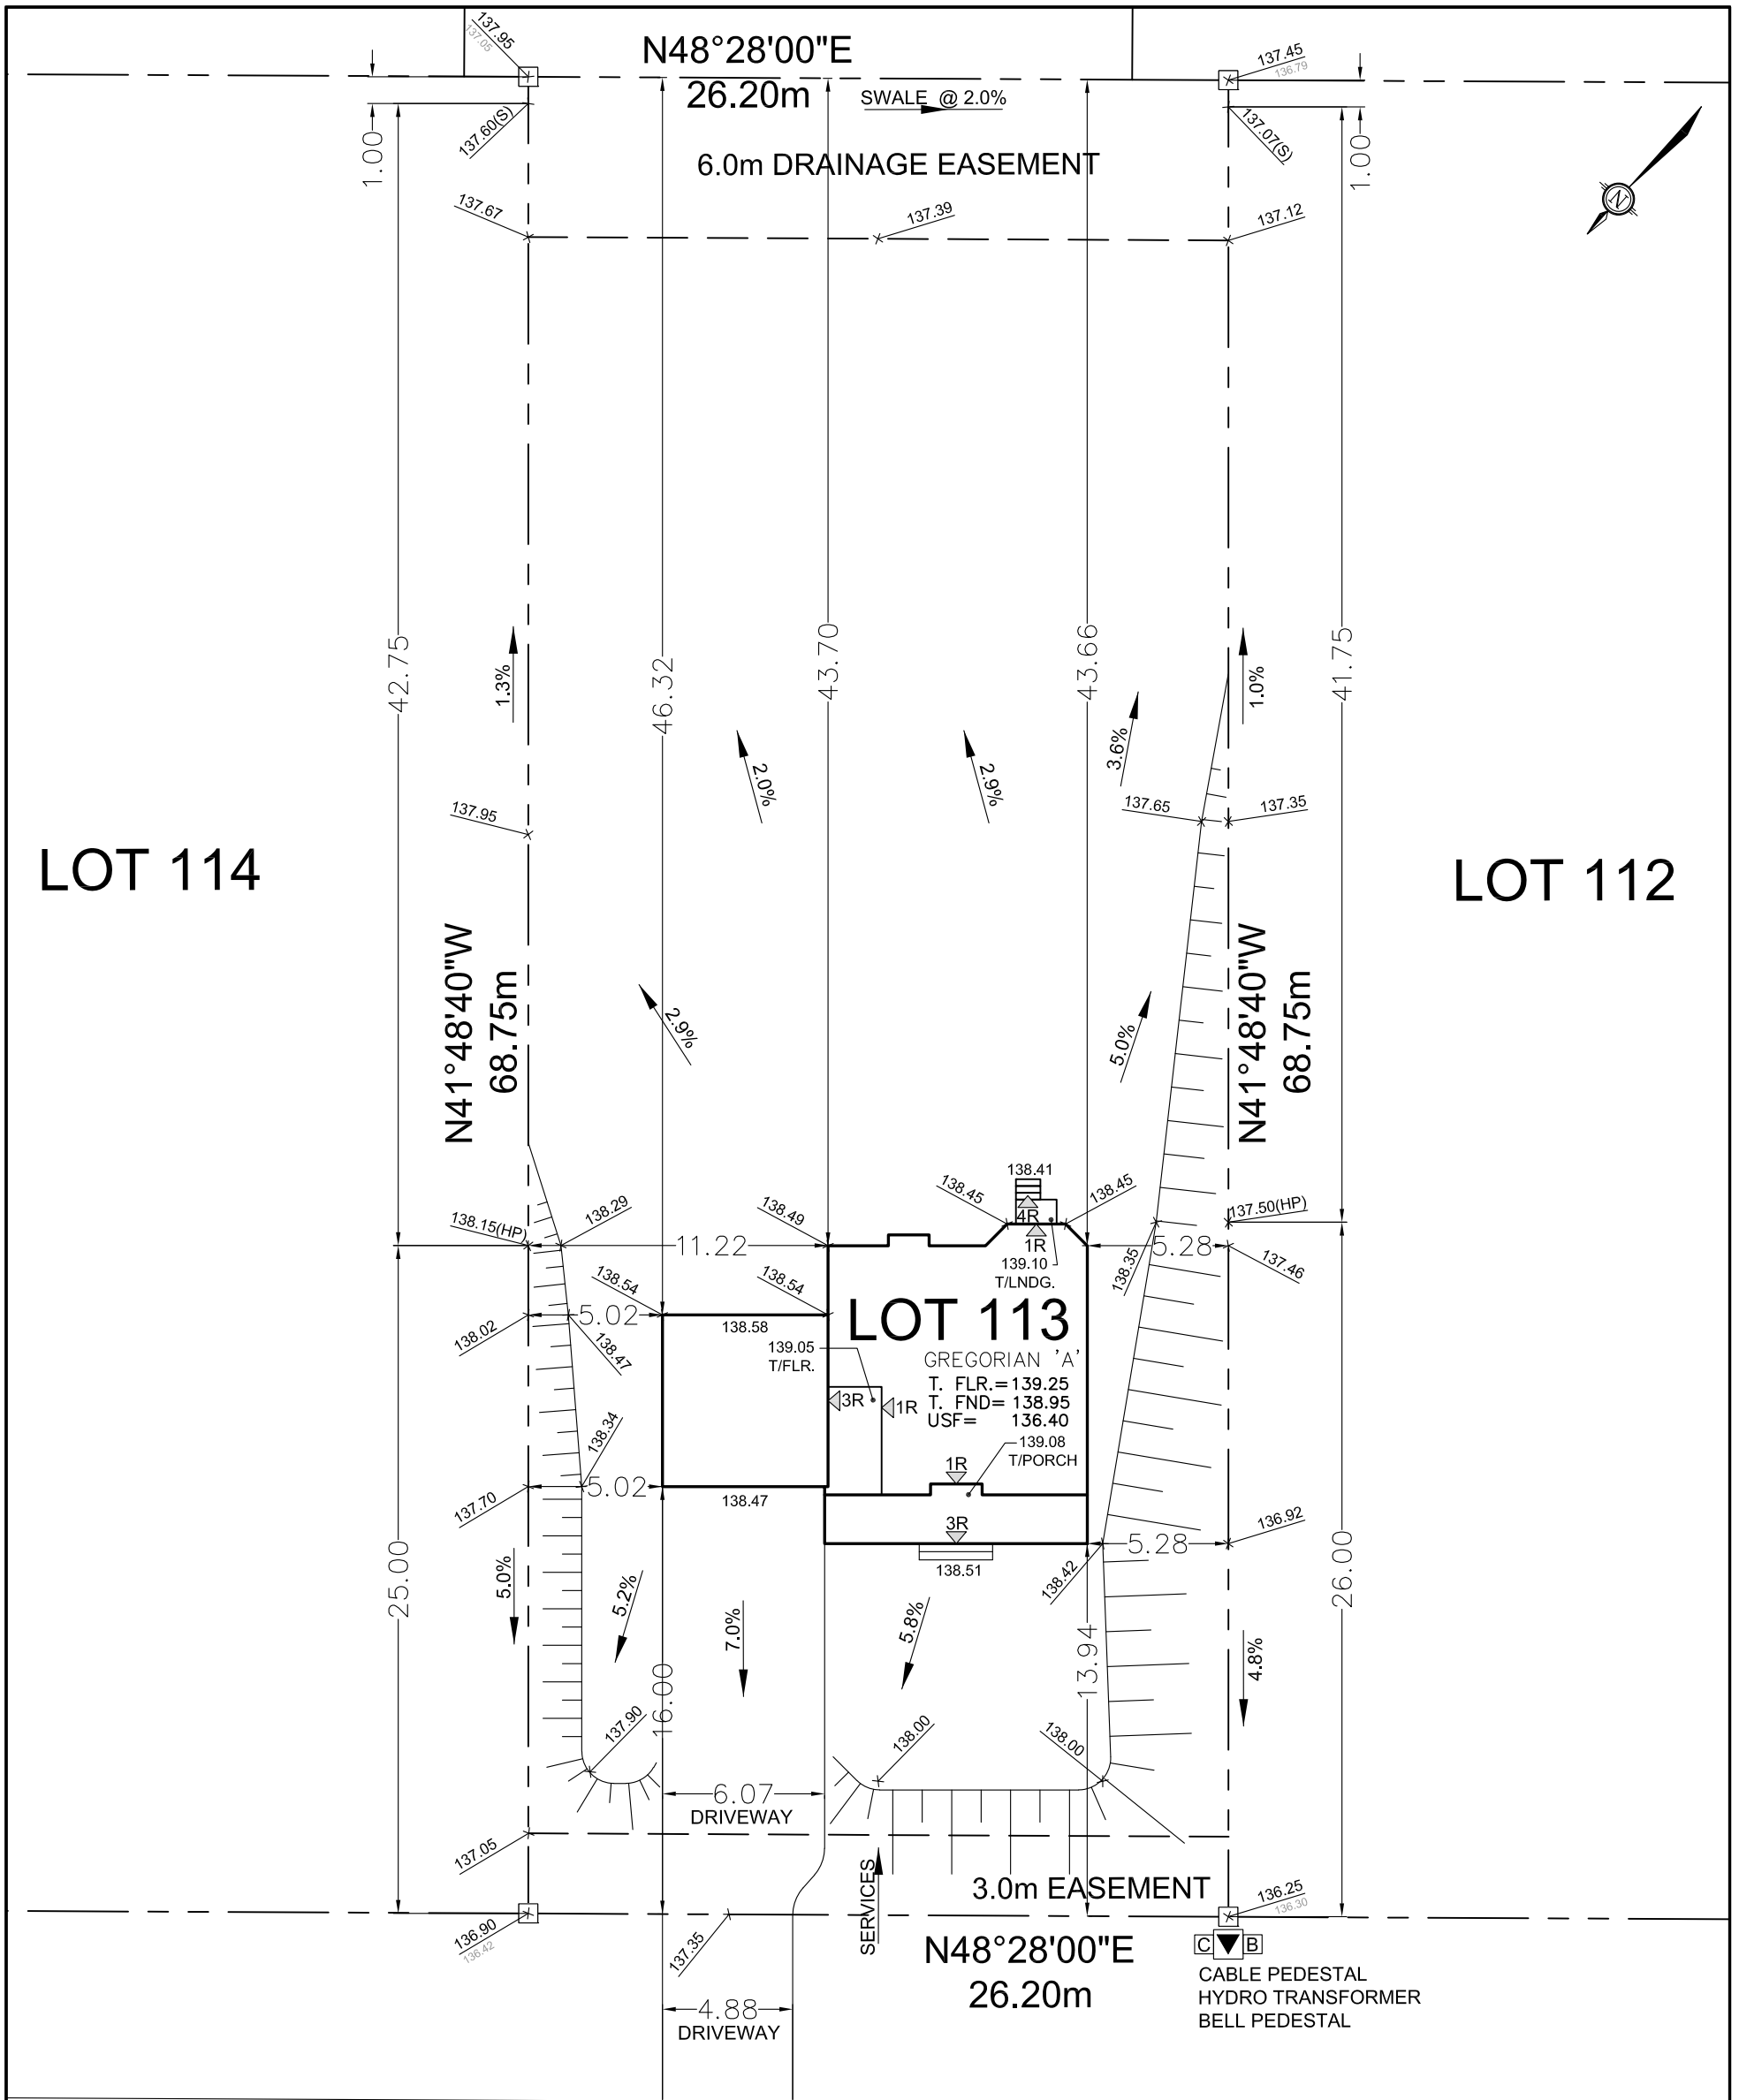 137.95
137.05
N48°28'00"E
26.20m
SWALE @ 2.0%
137.45
136.79
1.00
137.60(S)
137.07(S)
1.00
6.0m DRAINAGE EASEMENT
N
137.67
137.39
137.12
42.75
46.32
43.70
43.66
41.75
1.3%
1.0%
2.0%
2.9%
3.6%
137.95
137.65
137.35
LOT 114
LOT 112
N41°48'40"W
68.75m
2.9%
5.0%
N41°48'40"W
68.75m
138.15(HP)
138.29
138.49
138.45
138.41
138.45
137.50(HP)
4R
1R
11.22
5.28
138.35
137.46
139.10
T/LNDG.
138.54
138.54
5.02
138.02
138.47
138.58
LOT 113
GREGORIAN 'A'
139.05
T/FLR.
T. FLR.=139.25
T. FND= 138.95
USF= 136.40
3R
1R
139.08
T/PORCH
138.34
1R
137.70
5.02
138.47
3R
136.92
5.28
138.51
138.42
25.00
26.00
5.0%
5.2%
7.0%
5.8%
13.94
4.8%
16.00
137.90
138.00
138.00
6.07
DRIVEWAY
137.05
SERVICES
3.0m EASEMENT
136.25
136.30
136.90
136.42
137.35
N48°28'00"E
26.20m
C B
CABLE PEDESTAL
HYDRO TRANSFORMER
BELL PEDESTAL
4.88
DRIVEWAY